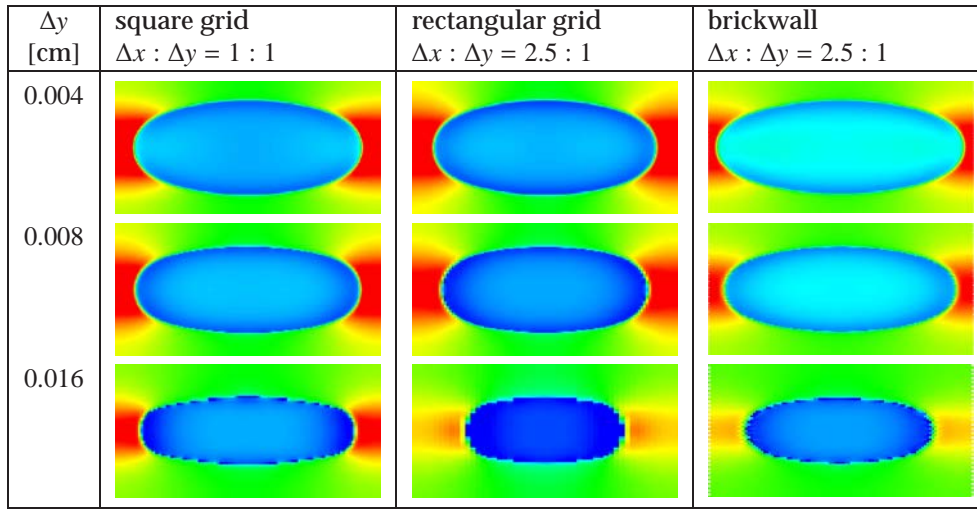 Δy square grid rectangular grid brickwall
[cm] Δx : Δy = 1 : 1 Δx : Δy = 2.5 : 1 Δx : Δy = 2.5 : 1
0.004
0.008
0.016